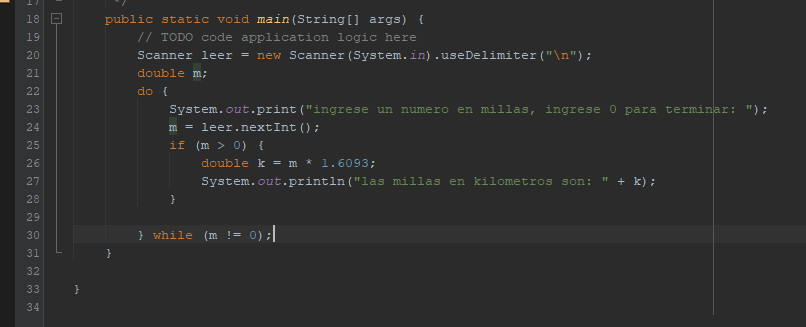 17 */
18 public static void main(String[] args) {
19 // TODO code application logic here
20 Scanner leer = new Scanner(System.in).useDelimiter("\n");
21 double m;
22 do {
23 System.out.print("ingrese un numero en millas, ingrese 0 para terminar: ");
24 m = leer.nextInt();
25 if (m > 0) {
26 double k = m * 1.6093;
27 System.out.println("las millas en kilometros son: " + k);
28 }
29
30 } while (m != 0);
31 }
32
33 }
34